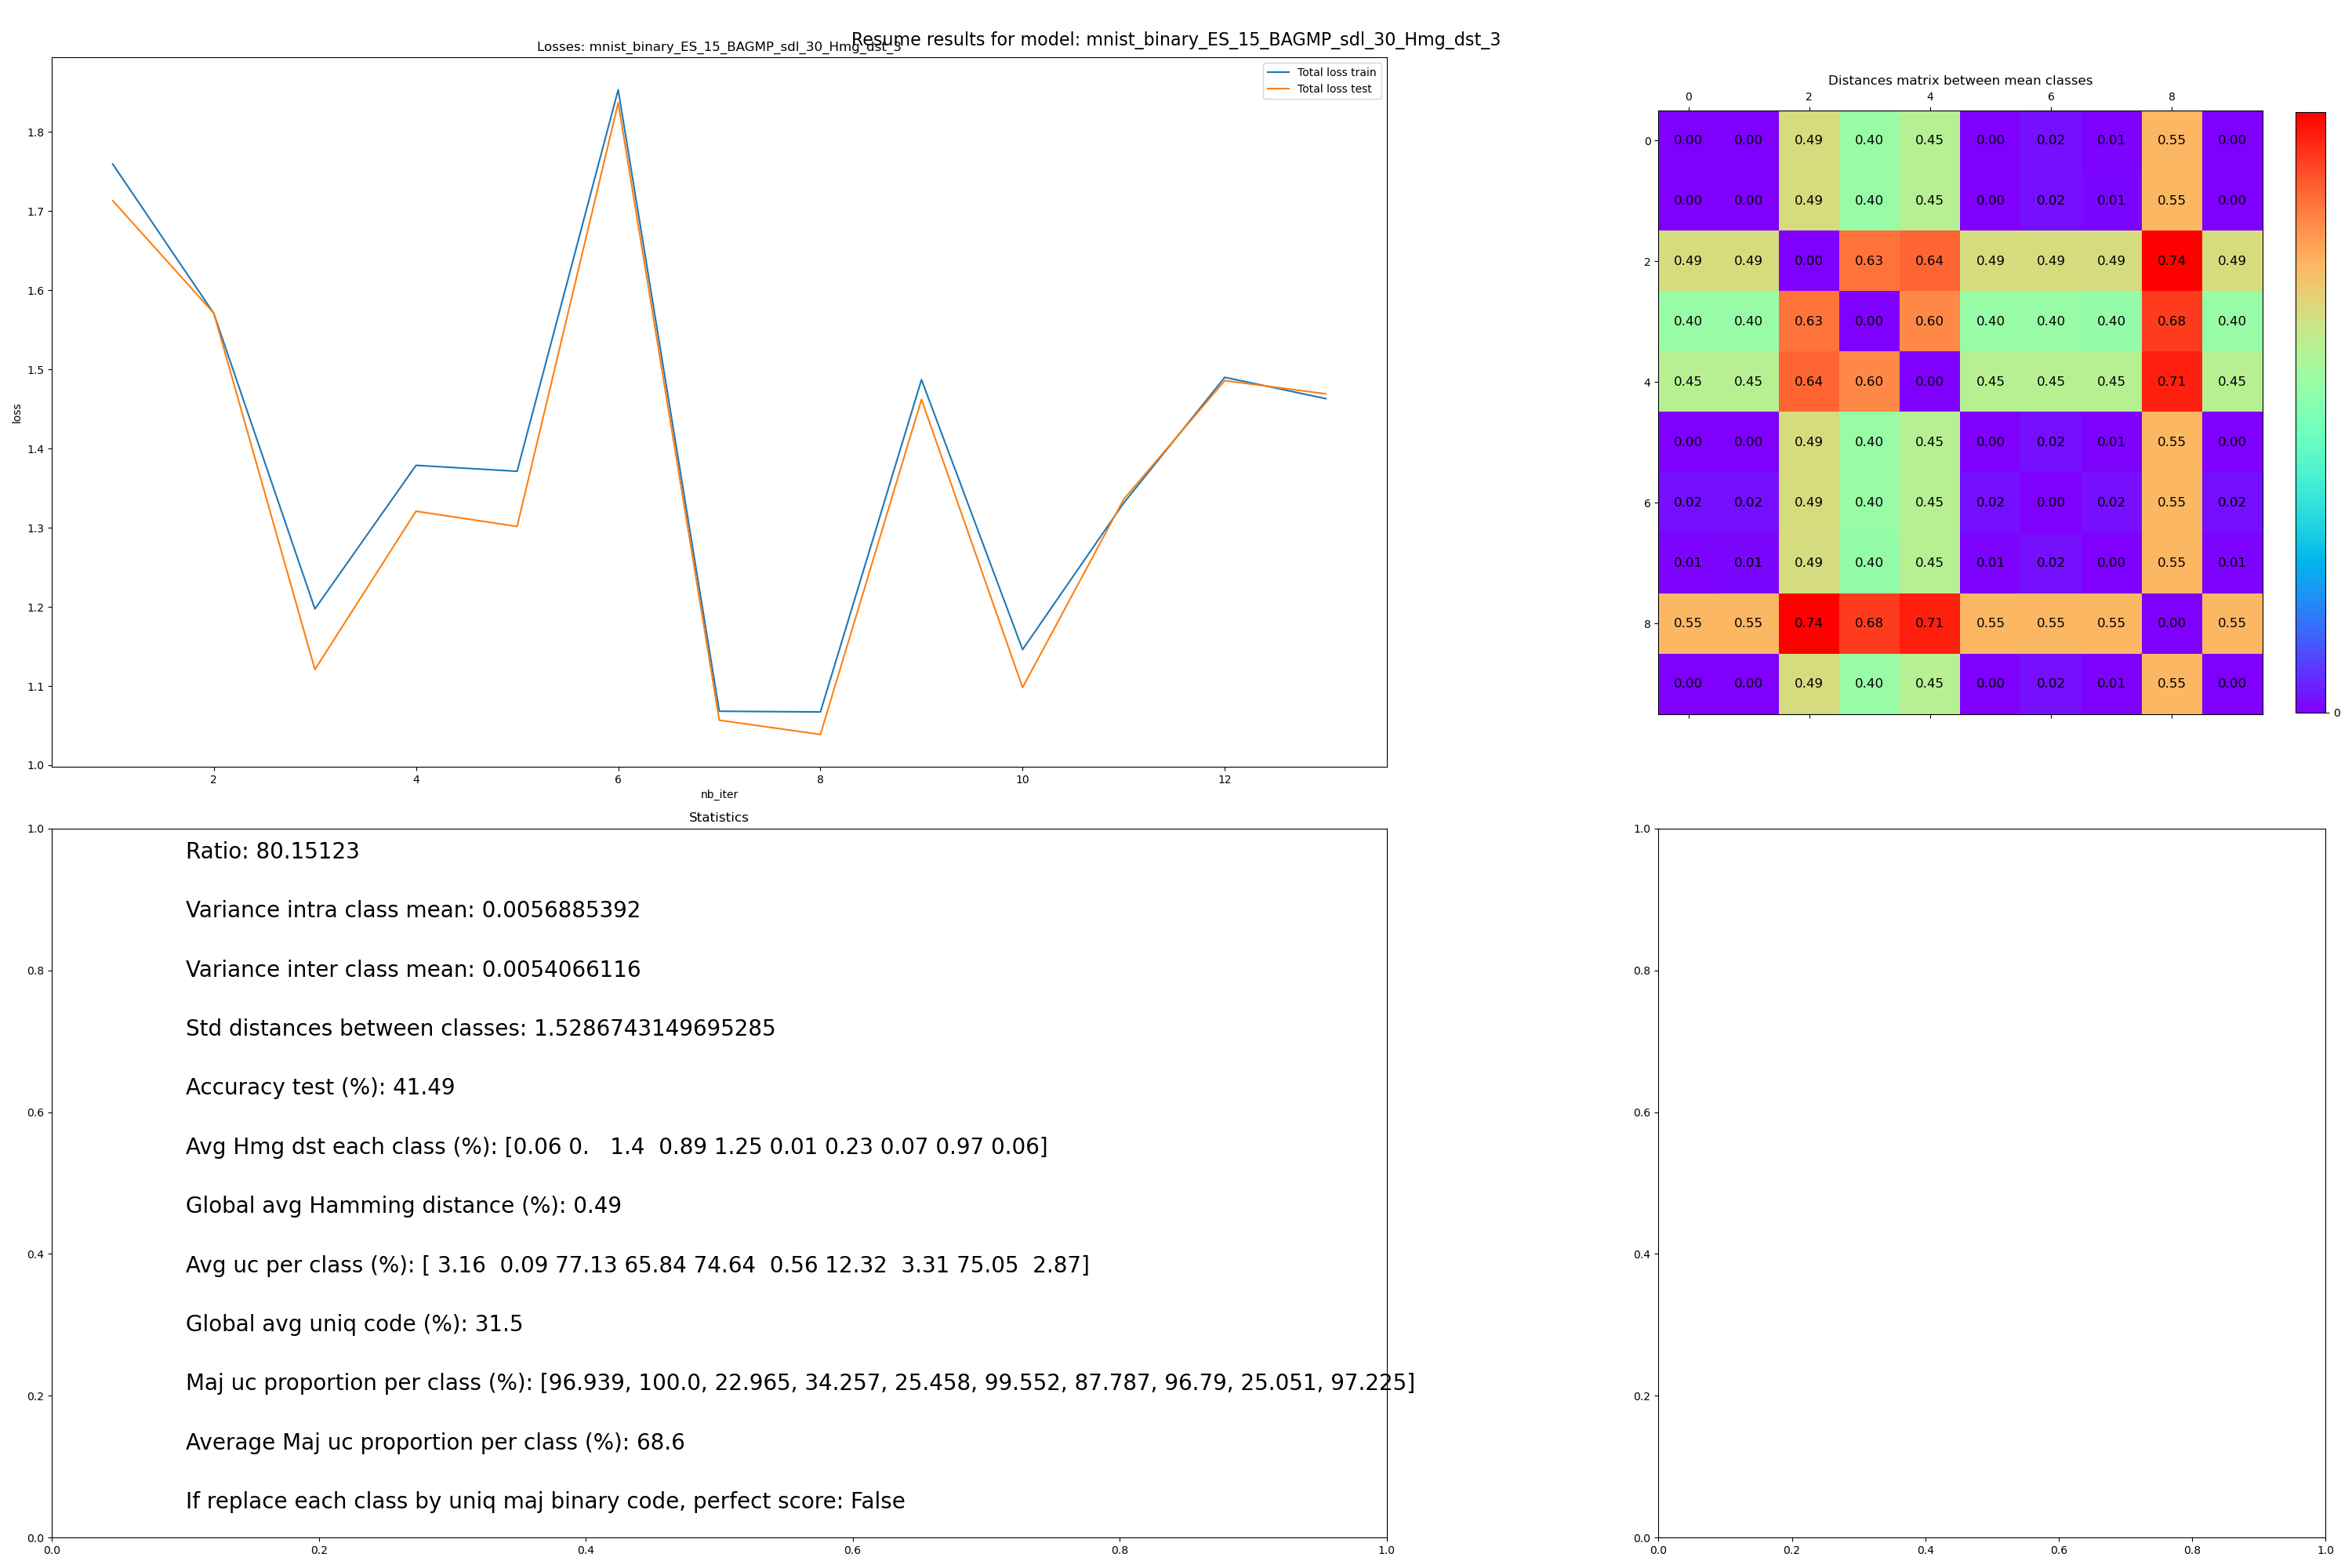 Resume results for model: mnist_binary_ES_15_BAGMP_sdl_30_Hmg_dst_3
Losses: mnist_binary_ES_15_BAGMP_sdl_30_Hmg_dst_3
Total loss train
Total loss test
1.8
1.7
1.6
1.5
1.4
1.3
1.2
1.1
1.0
loss
2 4 6 8 10 12
nb_iter
Distances matrix between mean classes
0 2 4 6 8
0 0.00 0.00 0.49 0.40 0.45 0.00 0.02 0.01 0.55 0.00
0.00 0.00 0.49 0.40 0.45 0.00 0.02 0.01 0.55 0.00
2 0.49 0.49 0.00 0.63 0.64 0.49 0.49 0.49 0.74 0.49
0.40 0.40 0.63 0.00 0.60 0.40 0.40 0.40 0.68 0.40
4 0.45 0.45 0.64 0.60 0.00 0.45 0.45 0.45 0.71 0.45
0.00 0.00 0.49 0.40 0.45 0.00 0.02 0.01 0.55 0.00
6 0.02 0.02 0.49 0.40 0.45 0.02 0.00 0.02 0.55 0.02
0.01 0.01 0.49 0.40 0.45 0.01 0.02 0.00 0.55 0.01
8 0.55 0.55 0.74 0.68 0.71 0.55 0.55 0.55 0.00 0.55
0.00 0.00 0.49 0.40 0.45 0.00 0.02 0.01 0.55 0.00
0
Statistics
Ratio: 80.15123
Variance intra class mean: 0.0056885392
Variance inter class mean: 0.0054066116
Std distances between classes: 1.5286743149695285
Accuracy test (%): 41.49
Avg Hmg dst each class (%): [0.06 0.   1.4  0.89 1.25 0.01 0.23 0.07 0.97 0.06]
Global avg Hamming distance (%): 0.49
Avg uc per class (%): [ 3.16  0.09 77.13 65.84 74.64  0.56 12.32  3.31 75.05  2.87]
Global avg uniq code (%): 31.5
Maj uc proportion per class (%): [96.939, 100.0, 22.965, 34.257, 25.458, 99.552, 87.787, 96.79, 25.051, 97.225]
Average Maj uc proportion per class (%): 68.6
If replace each class by uniq maj binary code, perfect score: False
1.0
0.8
0.6
0.4
0.2
0.0
0.0 0.2 0.4 0.6 0.8 1.0
1.0
0.8
0.6
0.4
0.2
0.0
0.0 0.2 0.4 0.6 0.8 1.0